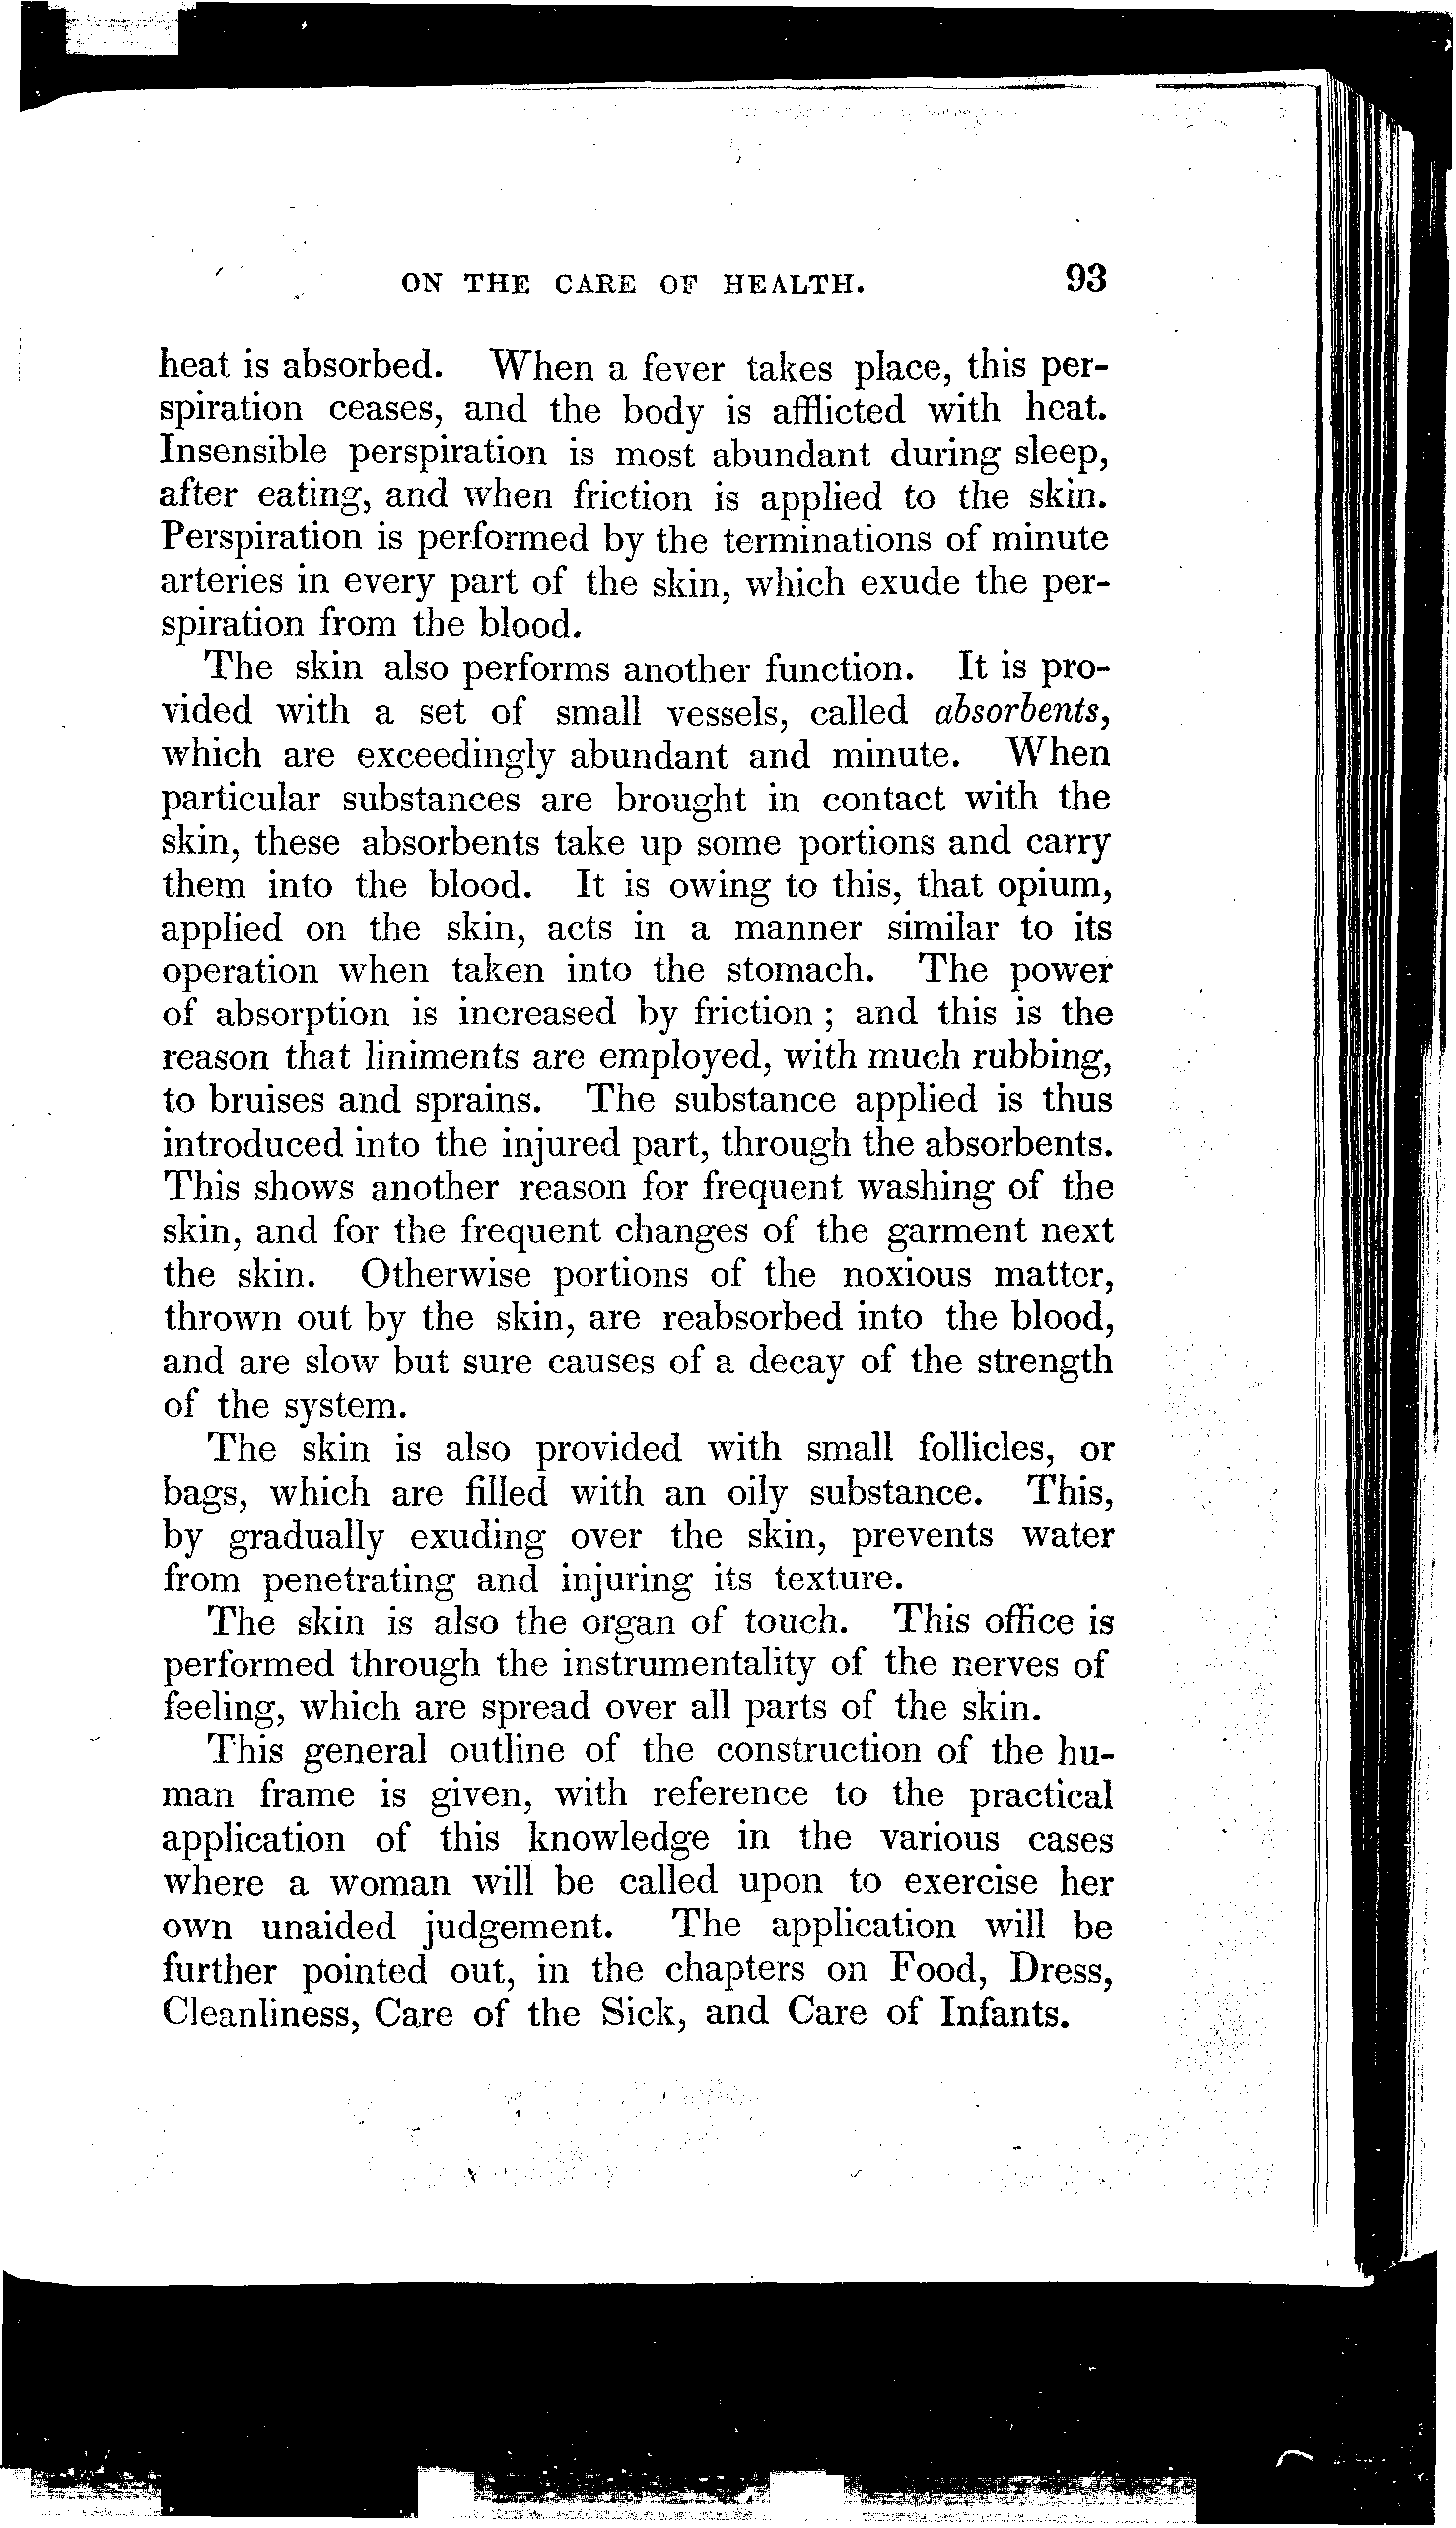 ON THE CARE OF HEALTH. 93
heat is absorbed. When a fever takes place, this per-
spiration ceases, and the body is afflicted with heat.
Insensible perspiration is most abundant during sleep,
after eating, and when friction is applied to the skin.
Perspiration is performed by the terminations of minute
arteries in every part of the skin, which exude the per-
spiration from the blood.
The skin also performs another function. It is pro-
vided with a set of small vessels, called absorbents,
which are exceedingly abundant and minute. When
particular substances are brought in contact with the
skin, these absorbents take up some portions and carry
them into the blood. It is owing to this, that opium,
applied on the skin, acts in a manner similar to its
operation when taken into the stomach. The power
of absorption is increased by friction ; and this is the
reason that liniments are employed, with much rubbing,
to bruises and sprains. The substance applied is thus
introduced into the injured part, through the absorbents.
This shows another reason for frequent washing of the
skin, and for the frequent changes of the garment next
the skin. Otherwise portions of the noxious matter,
thrown out by the skin, are reabsorbed into the blood,
and are slow but sure causes of a decay of the strength
of the system.
The skin is also provided with small follicles, or
bags, which are filled with an oily substance. This,
by gradually exuding over the skin, prevents water
from penetrating and injuring its texture.
The skin is also the organ of touch. This office is
performed through the instrumentality of the nerves of
feeling, which are spread over all parts of the skin.
This general outline of the construction of the hu-
man frame is given, with reference to the practical
application of this knowledge in the various cases
where a woman will be called upon to exercise her
own unaided judgement. The application will be
further pointed out, in the chapters on Food, Dress,
Cleanliness, Care of the Sick, and Care of Infants.